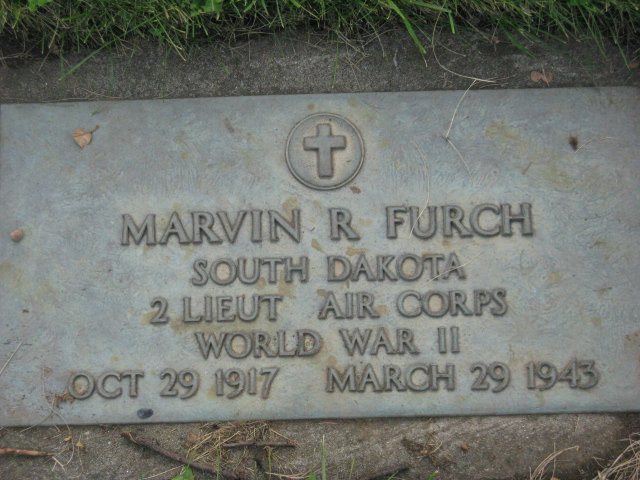 MARVIN R FURCH
SOUTH DAKOTA
2 LIEUT AIR CORPS
WORLD WAR II
OCT 29 1917 MARCH 29 1943